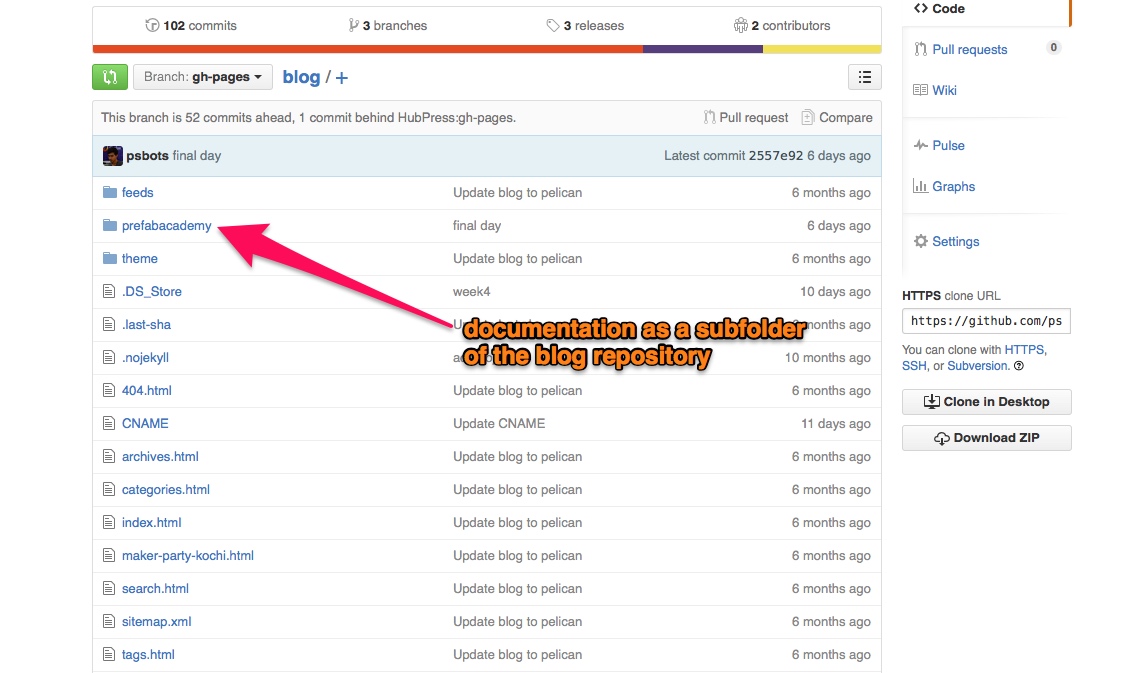 102 commits 3 branches 3 releases 2 contributors
Branch: gh-pages blog / +
This branch is 52 commits ahead, 1 commit behind HubPress:gh-pages. Pull request Compare
psbots final day Latest commit 2557e92 6 days ago
feeds Update blog to pelican 6 months ago
prefabacademy final day 6 days ago
theme Update blog to pelican 6 months ago
.DS_Store week4 10 days ago
.last-sha months ago
documentation as a subfolder
of the blog repository
.nojekyll 10 months ago
404.html Update blog to pelican 6 months ago
CNAME Update CNAME 11 days ago
archives.html Update blog to pelican 6 months ago
categories.html Update blog to pelican 6 months ago
index.html Update blog to pelican 6 months ago
maker-party-kochi.html Update blog to pelican 6 months ago
search.html Update blog to pelican 6 months ago
sitemap.xml Update blog to pelican 6 months ago
tags.html Update blog to pelican 6 months ago
Code
Pull requests 0
Wiki
Pulse
Graphs
Settings
HTTPS clone URL
https://github.com/ps
You can clone with HTTPS,
SSH, or Subversion.
Clone in Desktop
Download ZIP